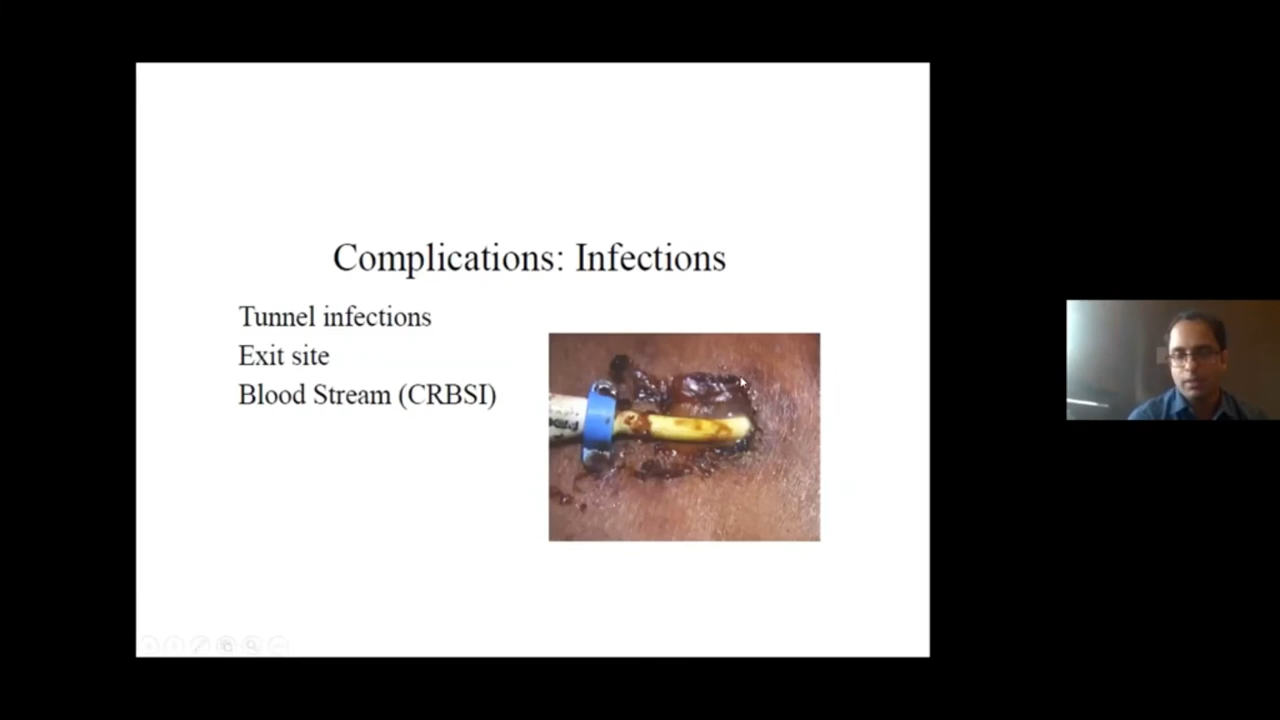 Complications: Infections
Tunnel infections
Exit site
Blood Stream (CRBSI)